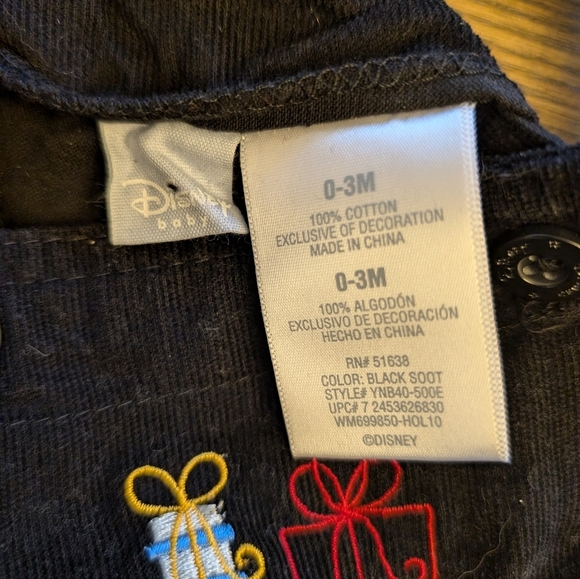 Disney
baby
0-3M
100% COTTON
EXCLUSIVE OF DECORATION
MADE IN CHINA
0-3M
100% ALGODÓN
EXCLUSIVO DE DECORACIÓN
HECHO EN CHINA
RN# 51638
COLOR: BLACK SOOT
STYLE# YNB40-500E
UPC# 7 2453626830
WM699850-HOL10
©DISNEY